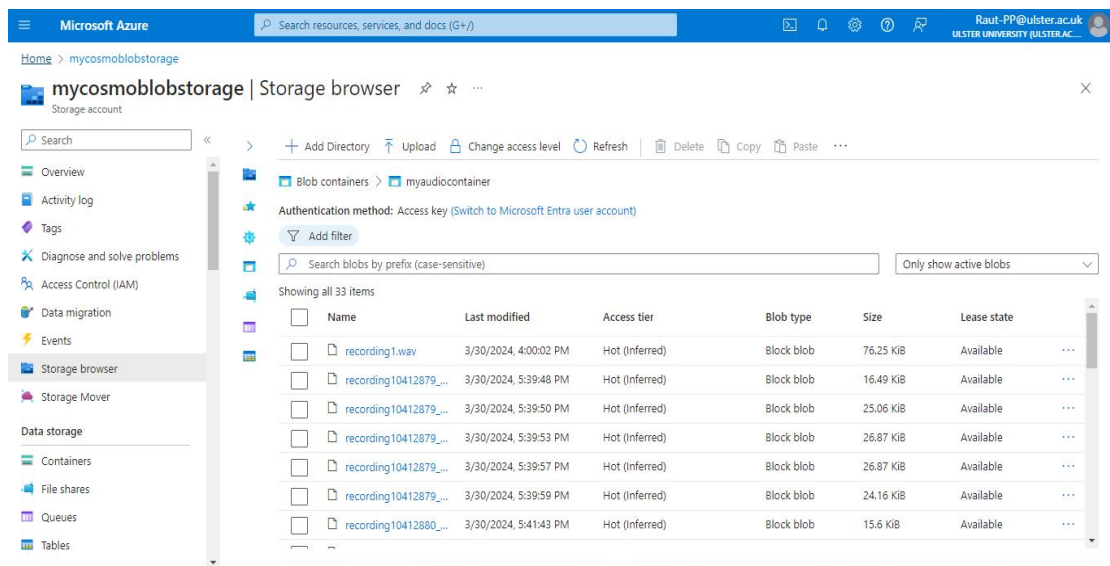 Microsoft Azure
Search resources, services, and docs (G+/)
Raut-PP@ulster.ac.uk
ULSTER UNIVERSITY (ULSTER.AC....
Home > mycosmoblobstorage
mycosmoblobstorage | Storage browser
Storage account
Search
Overview
Activity log
Tags
Diagnose and solve problems
Access Control (IAM)
Data migration
Events
Storage browser
Storage Mover
Data storage
Containers
File shares
Queues
Tables
Add Directory Upload Change access level Refresh Delete Copy Paste ...
Blob containers > myaudiocontainer
Authentication method: Access key (Switch to Microsoft Entra user account)
Add filter
Search blobs by prefix (case-sensitive)
Only show active blobs
Showing all 33 items
Name Last modified Access tier Blob type Size Lease state
recording1.wav 3/30/2024, 4:00:02 PM Hot (Inferred) Block blob 76.25 KiB Available ...
recording10412879_... 3/30/2024, 5:39:48 PM Hot (Inferred) Block blob 16.49 KiB Available ...
recording10412879_... 3/30/2024, 5:39:50 PM Hot (Inferred) Block blob 25.06 KiB Available ...
recording10412879_... 3/30/2024, 5:39:53 PM Hot (Inferred) Block blob 26.87 KiB Available ...
recording10412879_... 3/30/2024, 5:39:57 PM Hot (Inferred) Block blob 26.87 KiB Available ...
recording10412879_... 3/30/2024, 5:39:59 PM Hot (Inferred) Block blob 24.16 KiB Available ...
recording10412880_... 3/30/2024, 5:41:43 PM Hot (Inferred) Block blob 15.6 KiB Available ...